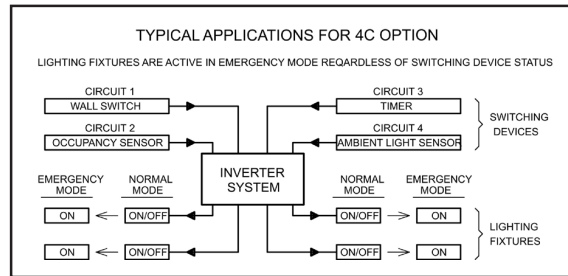 TYPICAL APPLICATIONS FOR 4C OPTION
LIGHTING FIXTURES ARE ACTIVE IN EMERGENCY MODE REQARDLESS OF SWITCHING DEVICE STATUS
CIRCUIT 1
WALL SWITCH
CIRCUIT 3
TIMER
CIRCUIT 2
OCCUPANCY SENSOR
CIRCUIT 4
AMBIENT LIGHT SENSOR
SWITCHING
DEVICES
INVERTER
SYSTEM
EMERGENCY
MODE
NORMAL
MODE
NORMAL
MODE
EMERGENCY
MODE
ON
ON/OFF
ON/OFF
ON
ON
ON/OFF
ON/OFF
ON
LIGHTING
FIXTURES